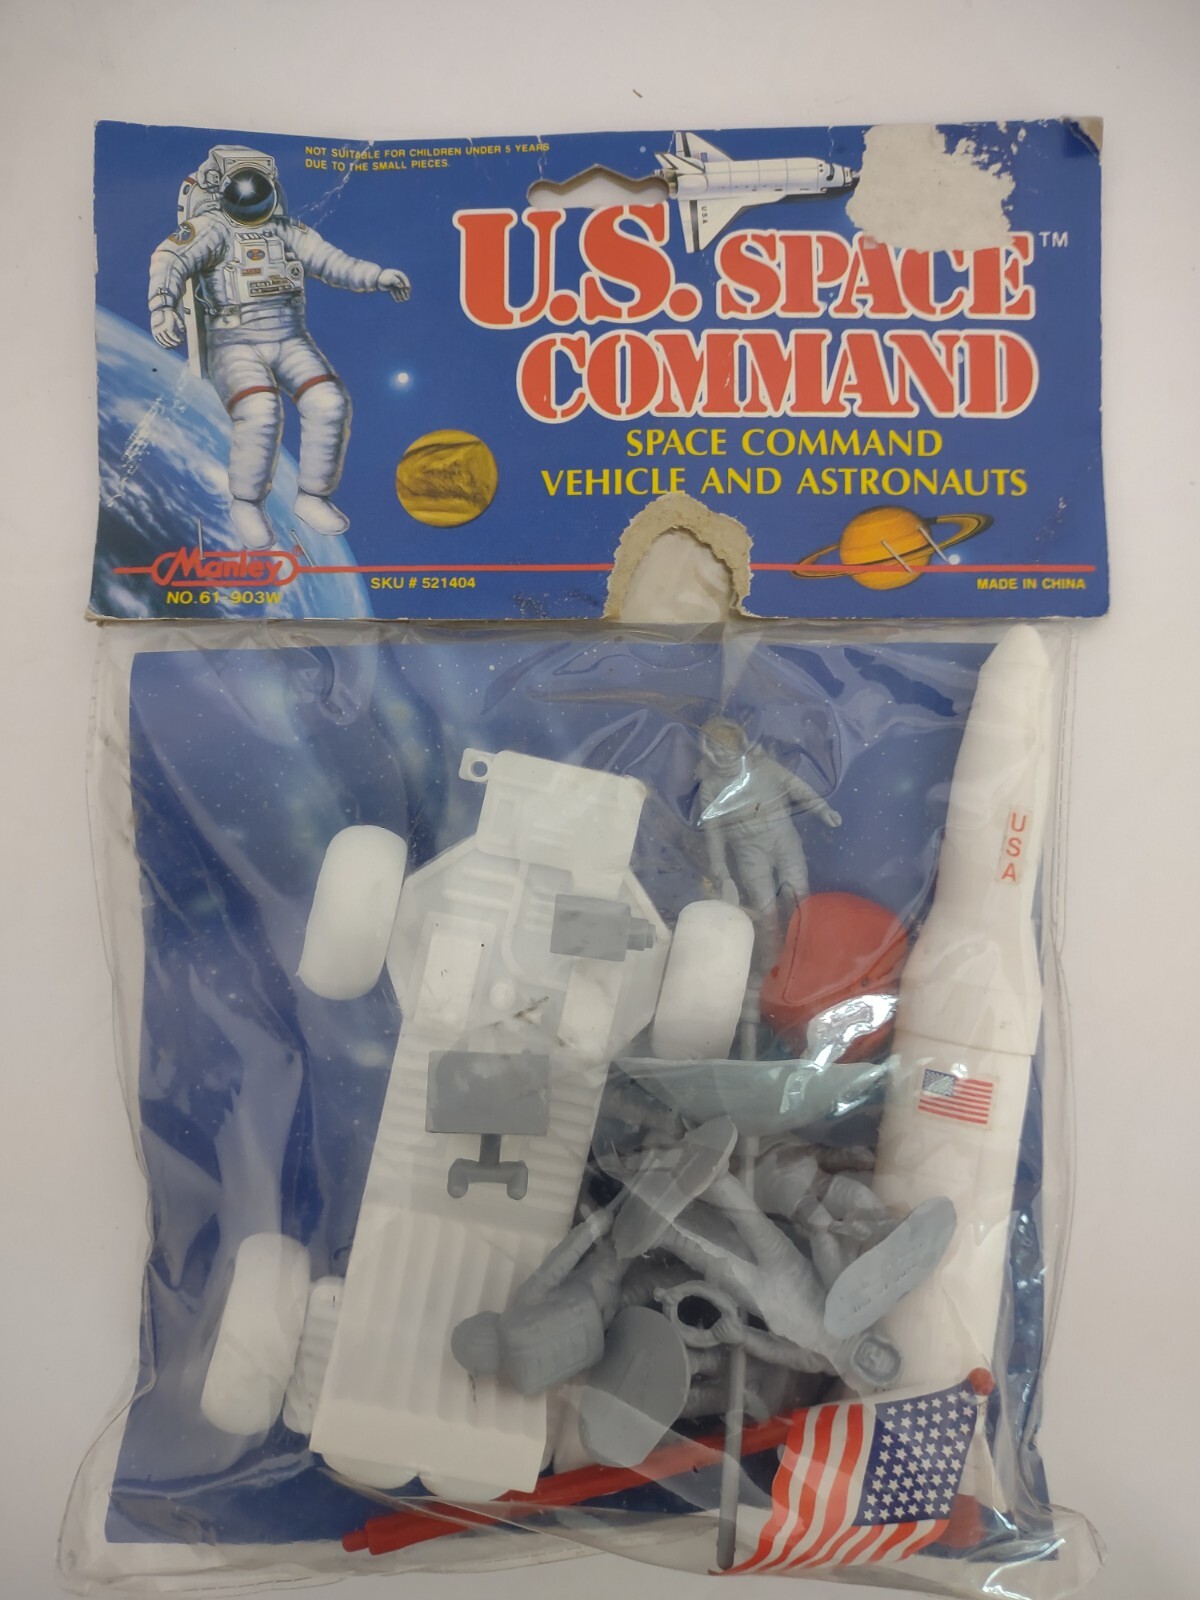 NOT SUITABLE FOR CHILDREN UNDER 5 YEARS
DUE TO THE SMALL PIECES.
USA
U.S. SPACE™
COMMAND
SPACE COMMAND
VEHICLE AND ASTRONAUTS
Manley®
NO.61-903W
SKU # 521404
MADE IN CHINA
USA